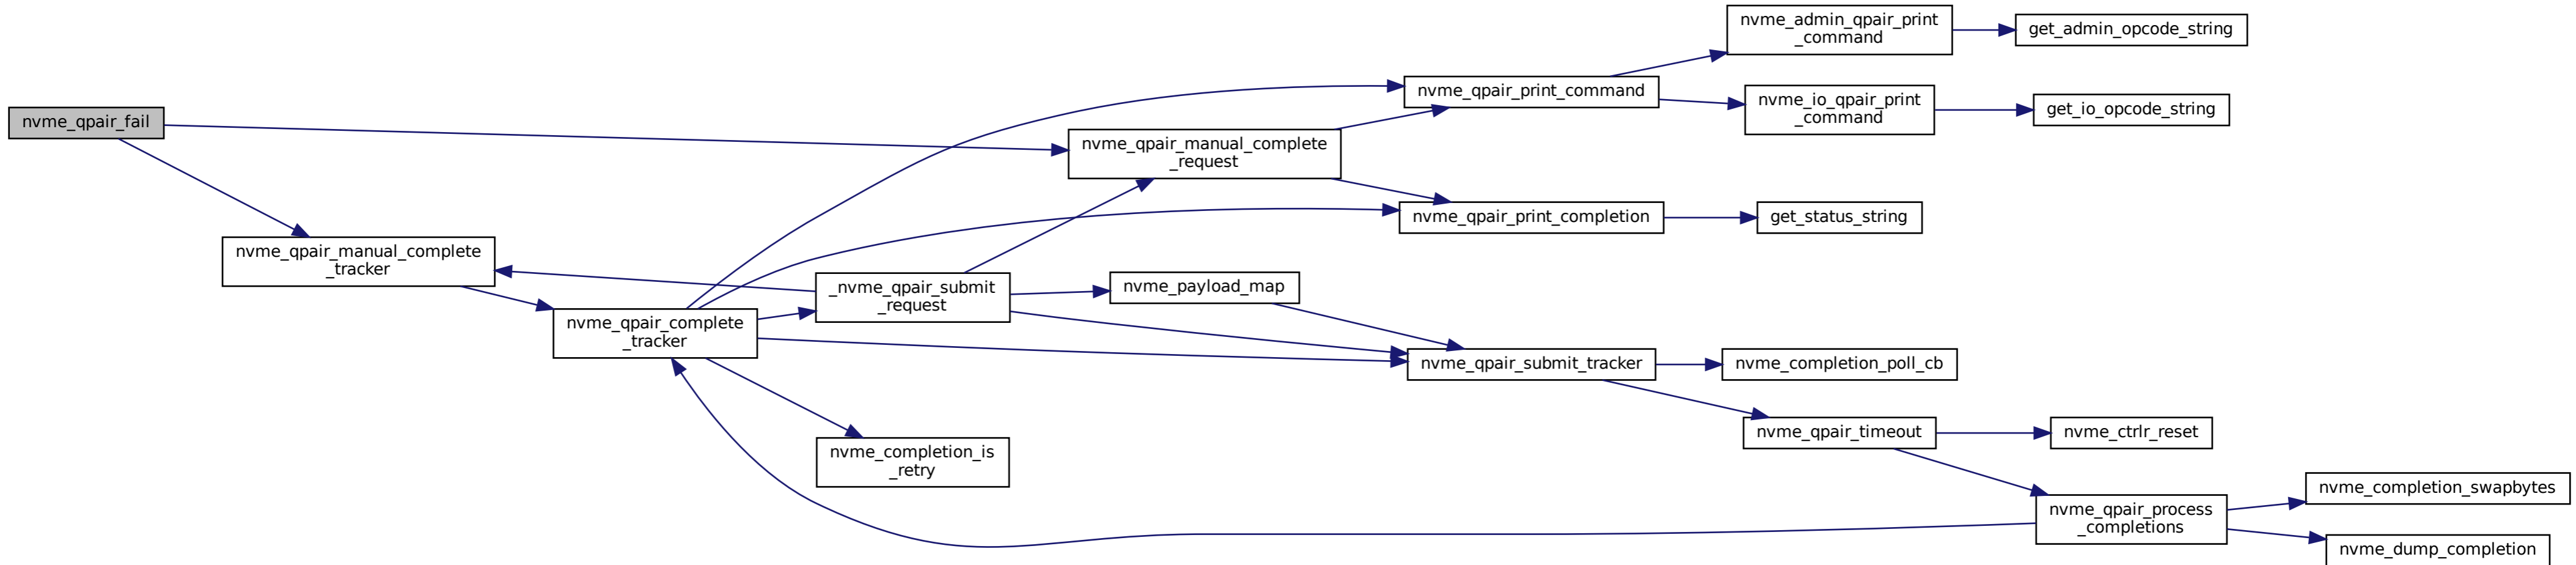 nvme_qpair_fail
nvme_qpair_manual_complete
_tracker
nvme_qpair_complete
_tracker
_nvme_qpair_submit
_request
nvme_completion_is
_retry
nvme_qpair_manual_complete
_request
nvme_payload_map
nvme_qpair_print_command
nvme_qpair_print_completion
nvme_qpair_submit_tracker
nvme_admin_qpair_print
_command
nvme_io_qpair_print
_command
get_status_string
nvme_completion_poll_cb
nvme_qpair_timeout
get_admin_opcode_string
get_io_opcode_string
nvme_ctrlr_reset
nvme_qpair_process
_completions
nvme_completion_swapbytes
nvme_dump_completion